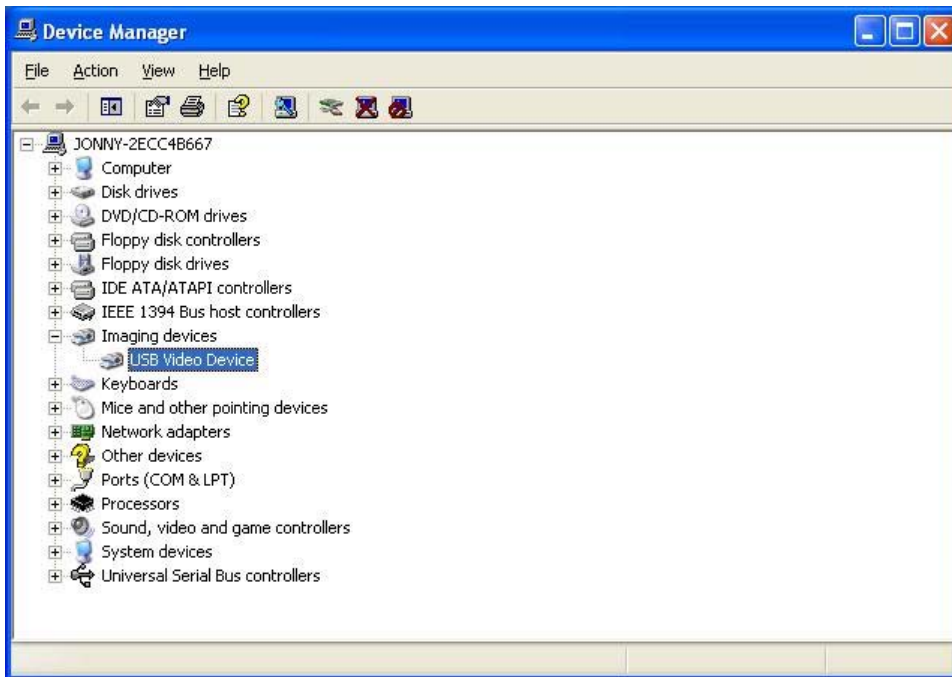 Device Manager
File Action View Help
JONNY-2ECC4B667
Computer
Disk drives
DVD/CD-ROM drives
Floppy disk controllers
Floppy disk drives
IDE ATA/ATAPI controllers
IEEE 1394 Bus host controllers
Imaging devices
USB Video Device
Keyboards
Mice and other pointing devices
Network adapters
Other devices
Ports (COM & LPT)
Processors
Sound, video and game controllers
System devices
Universal Serial Bus controllers